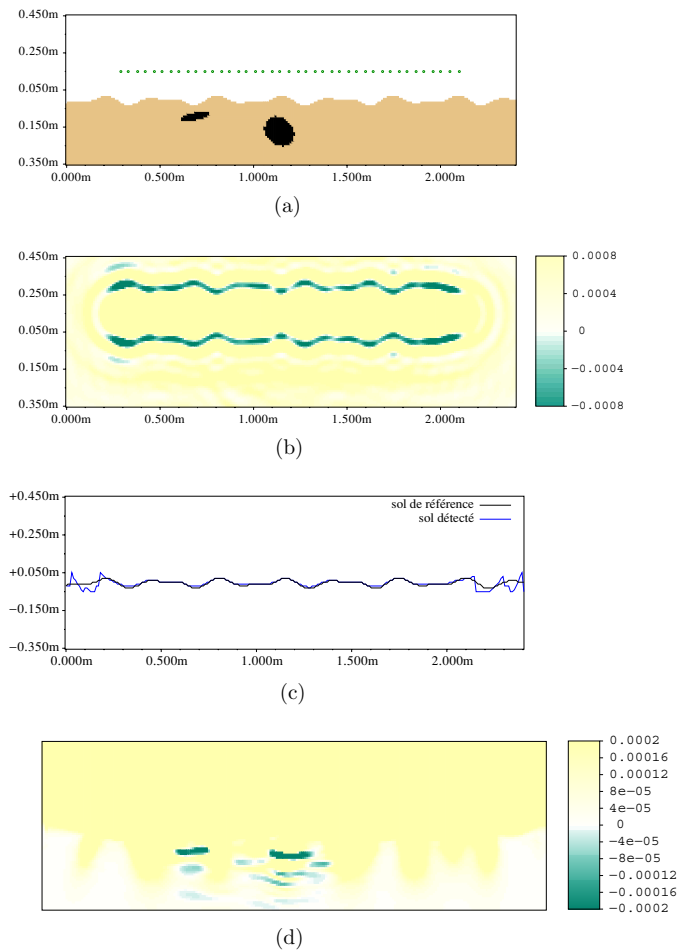 0.450m
0.250m
0.050m
0.150m
0.350m
0.000m 0.500m 1.000m 1.500m 2.000m
(a)
0.450m
0.250m
0.050m
0.150m
0.350m
0.000m 0.500m 1.000m 1.500m 2.000m
0.0008
0.0004
0
−0.0004
−0.0008
(b)
+0.450m
+0.250m
+0.050m
−0.150m
−0.350m
0.000m 0.500m 1.000m 1.500m 2.000m
sol de référence
sol détecté
(c)
0.0002
0.00016
0.00012
8e−05
4e−05
0
−4e−05
−8e−05
−0.00012
−0.00016
−0.0002
(d)